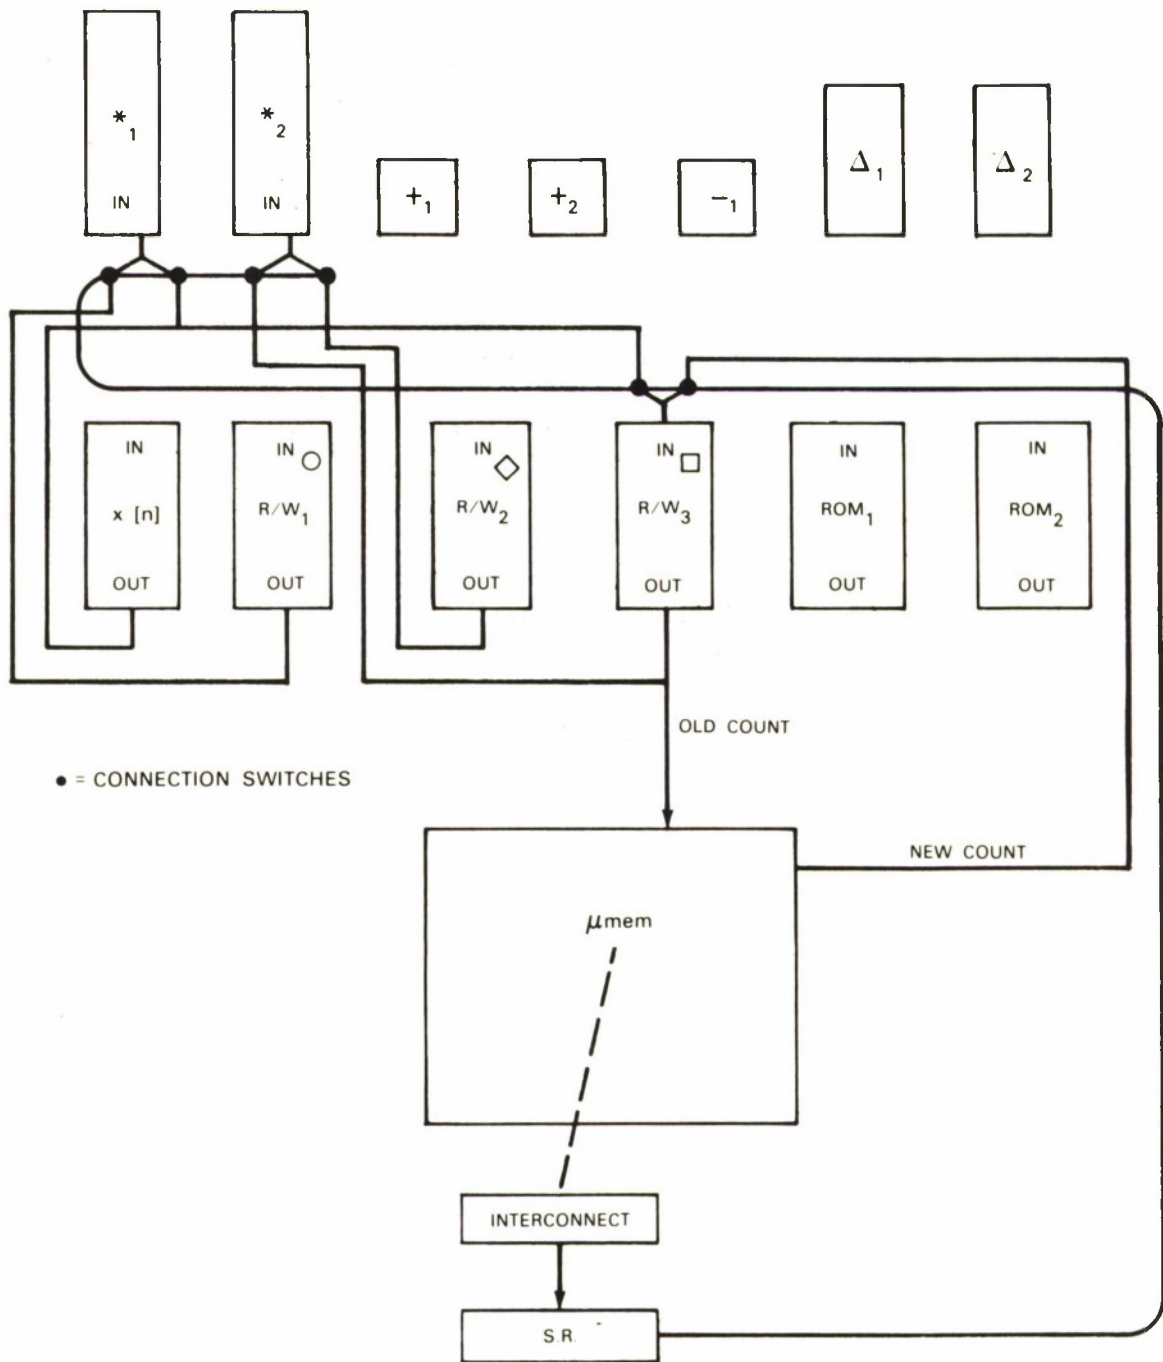 *1
*2
IN
IN
+1
+2
−1
Δ1
Δ2
IN
x [n]
OUT
IN
R/W1
OUT
IN
R/W2
OUT
IN
R/W3
OUT
IN
ROM1
OUT
IN
ROM2
OUT
OLD COUNT
● = CONNECTION SWITCHES
NEW COUNT
μmem
INTERCONNECT
S.R.